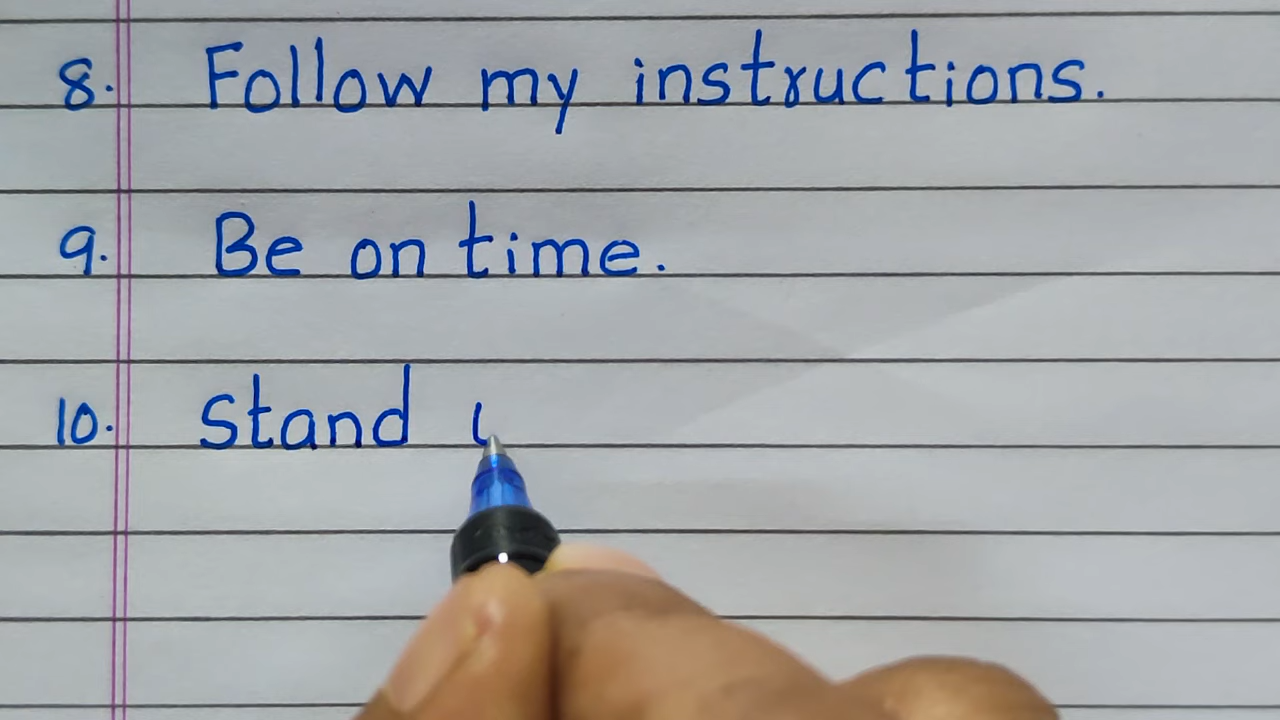 8. Follow my instructions.
9. Be on time.
10. Stand